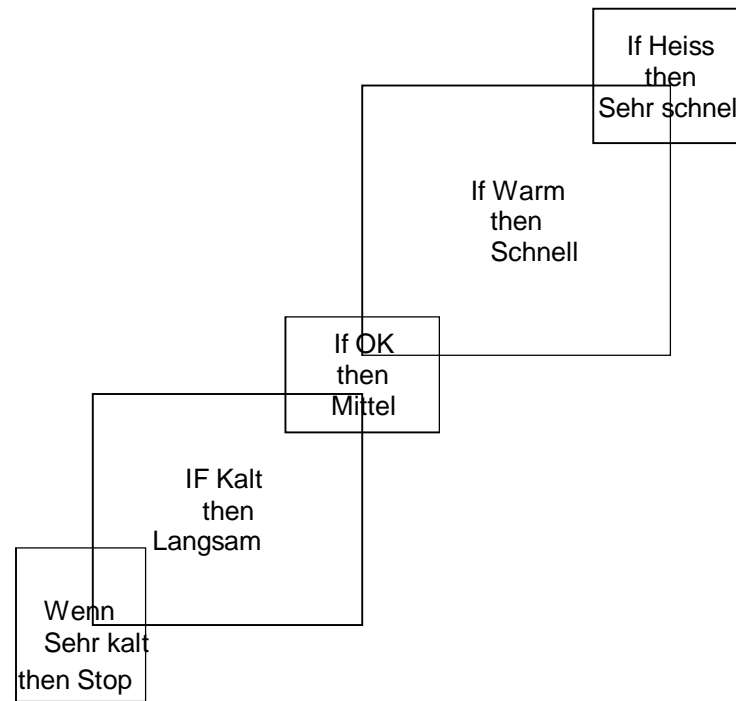 If Heiss
then
Sehr schnell
If Warm
then
Schnell
If OK
then
Mittel
IF Kalt
then
Langsam
Wenn
Sehr kalt
then Stop